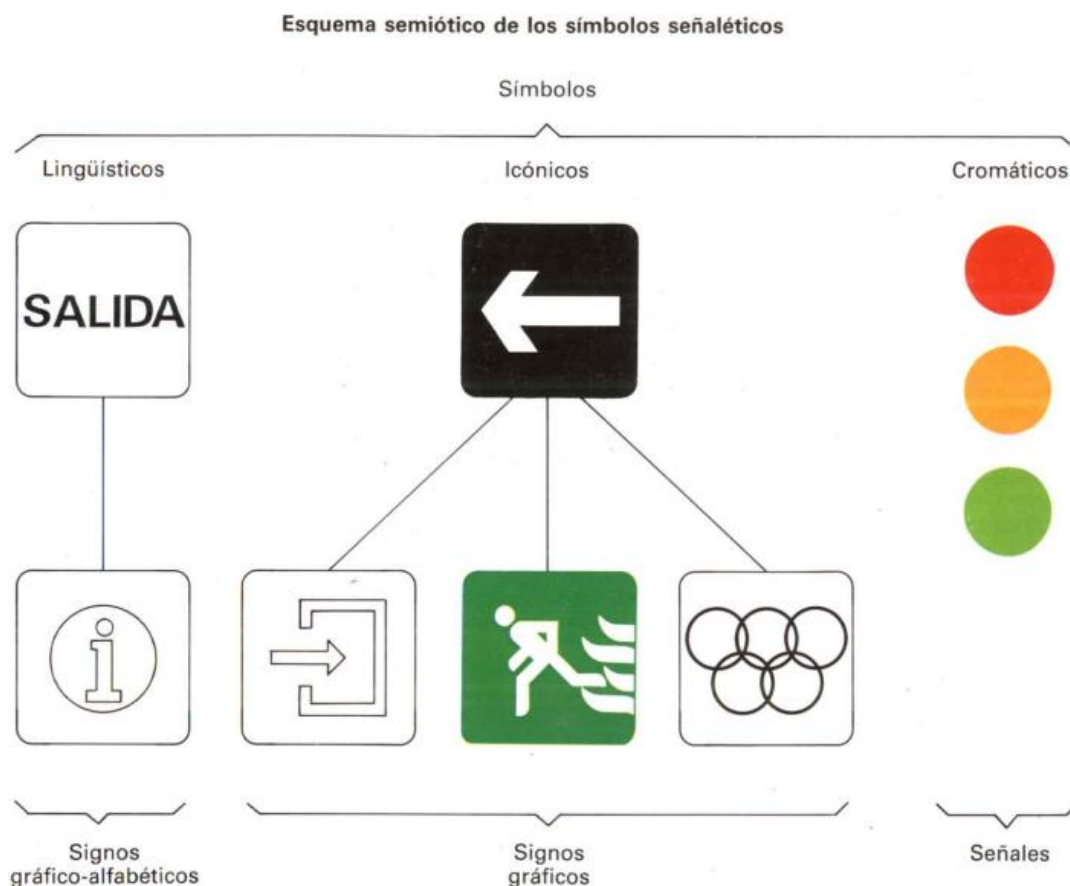 Esquema semiótico de los símbolos señaléticos
Símbolos
Lingüísticos
Icónicos
Cromáticos
SALIDA
i
Signos
gráfico-alfabéticos
Signos
gráficos
Señales